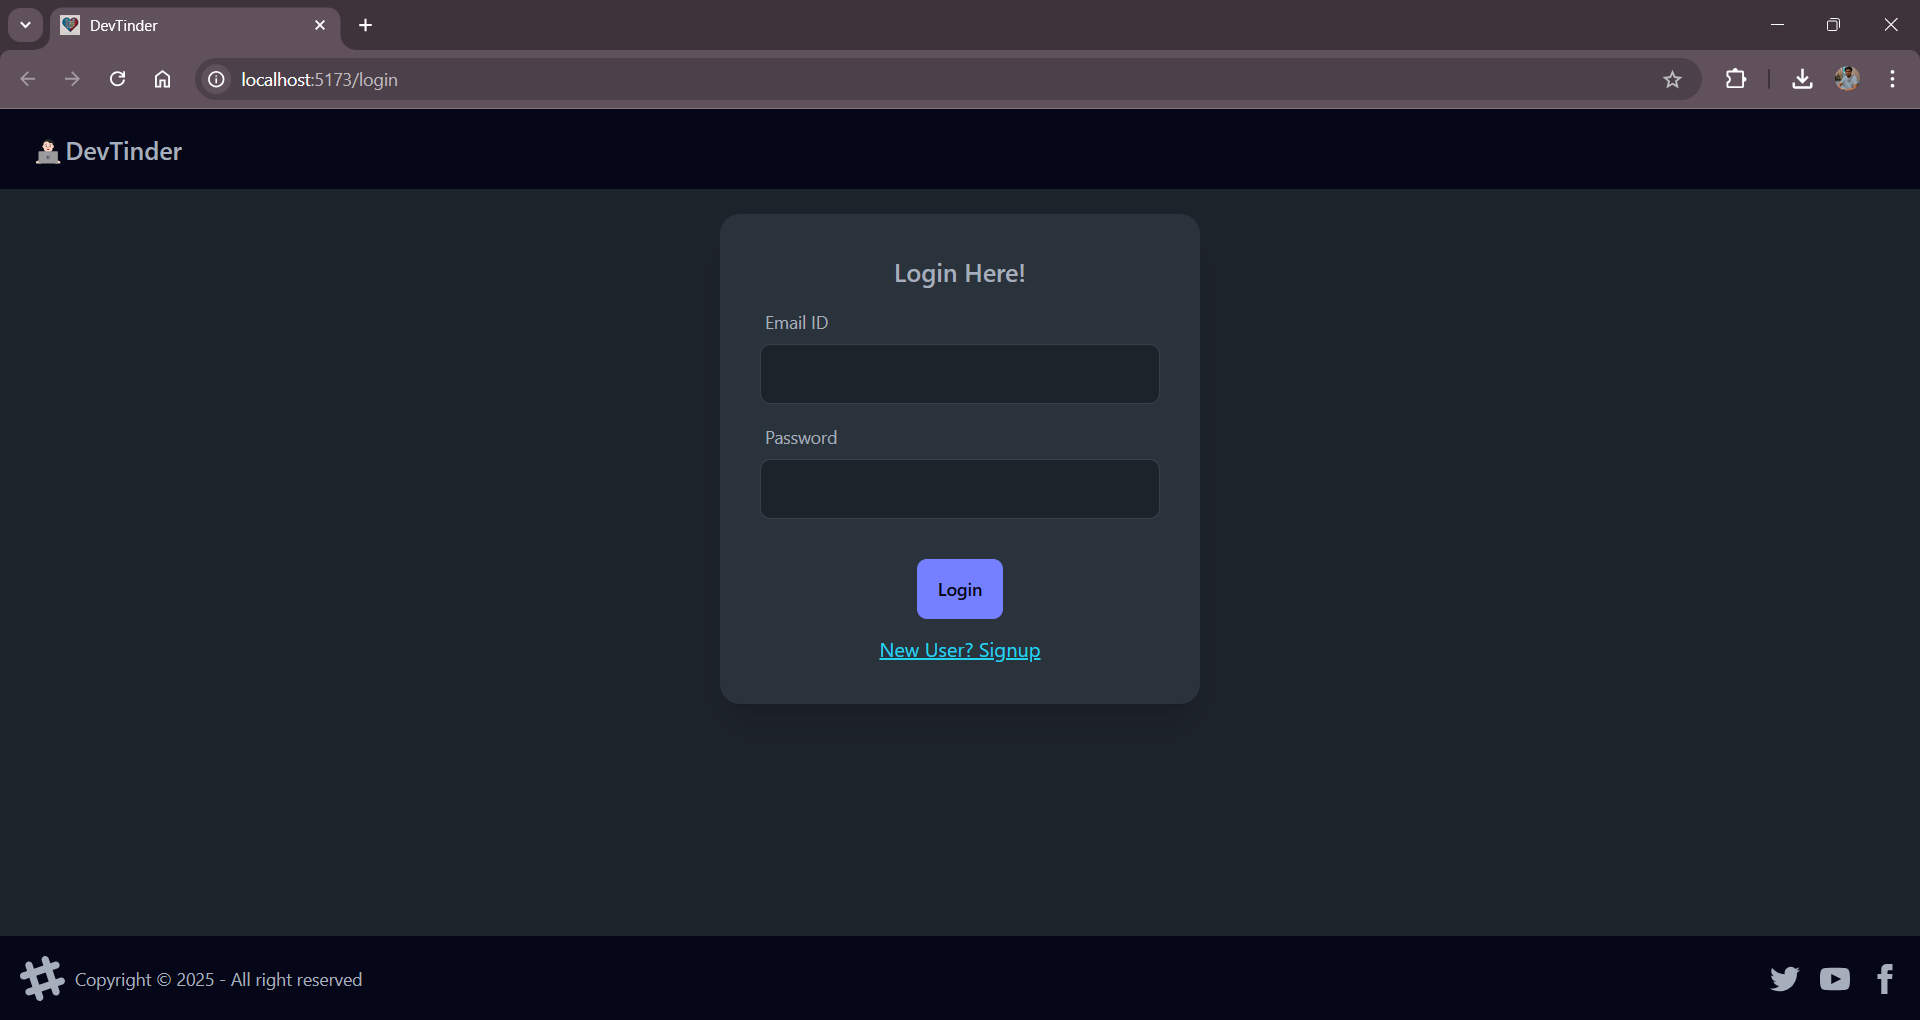 DevTinder
localhost:5173/login
DevTinder
Login Here!
Email ID
Password
Login
New User? Signup
Copyright © 2025 - All right reserved